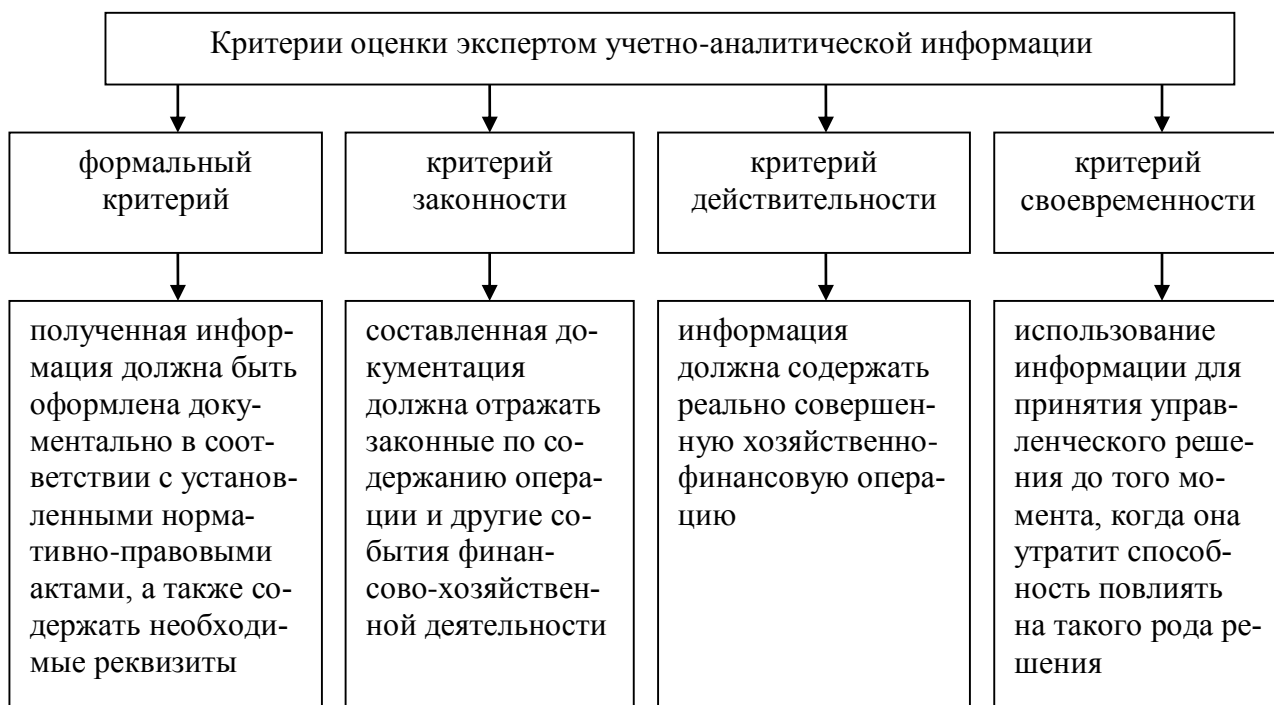 Критерии оценки экспертом учетно-аналитической информации
формальный
критерий
критерий
законности
критерий
действительности
критерий
своевременности
полученная инфор-
мация должна быть
оформлена доку-
ментально в соот-
ветствии с установ-
ленными норма-
тивно-правовыми
актами, а также со-
держать необходи-
мые реквизиты
составленная до-
кументация
должна отражать
законные по со-
держанию опера-
ции и другие со-
бытия финан-
сово-хозяйствен-
ной деятельности
информация
должна содержать
реально совершен-
ную хозяйственно-
финансовую опера-
цию
использование
информации для
принятия управ-
ленческого реше-
ния до того мо-
мента, когда она
утратит способ-
ность повлиять
на такого рода ре-
шения